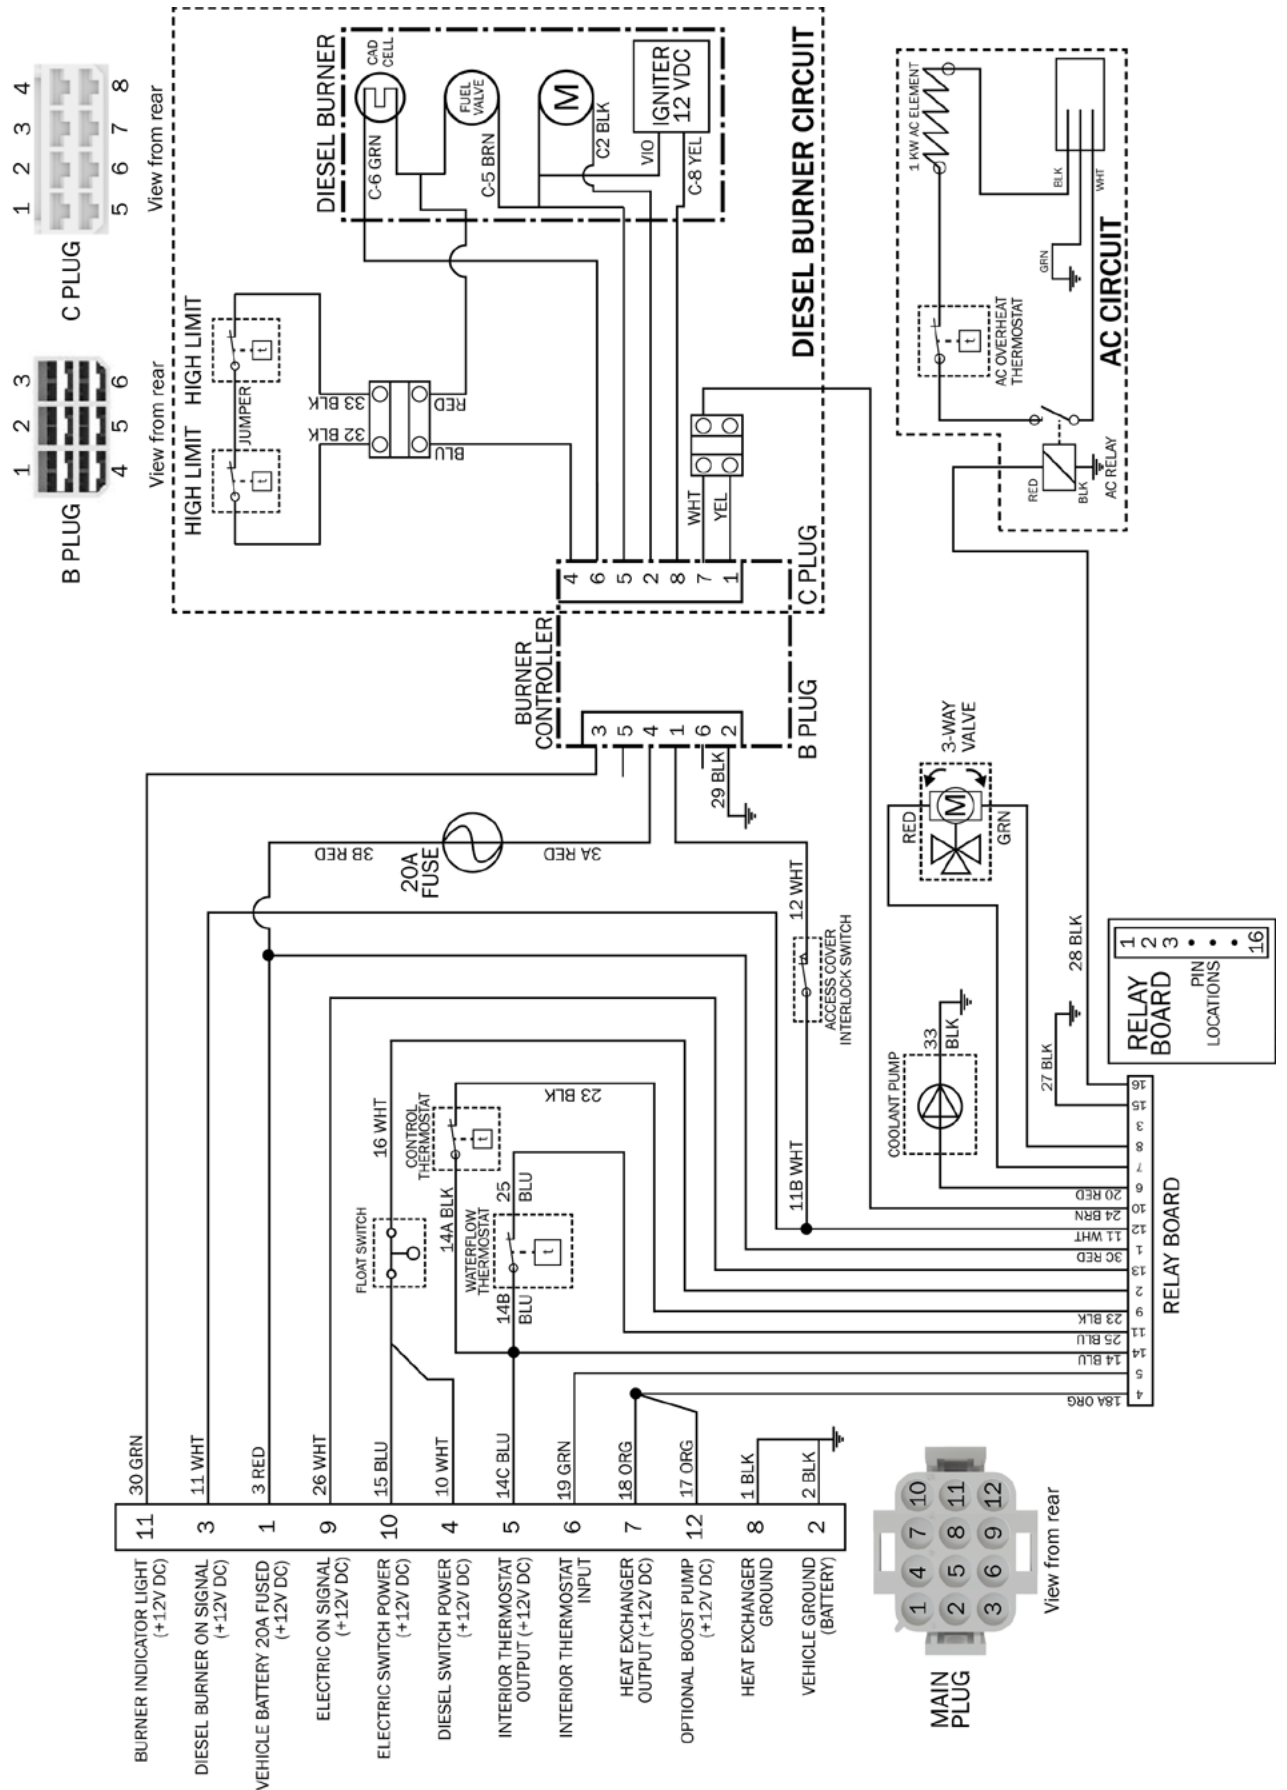 C PLUG
1 2 3 4
5 6 7 8
View from rear
B PLUG
1 2 3
4 5 6
View from rear
DIESEL BURNER CIRCUIT
DIESEL BURNER
CAD
CELL
FUEL
VALVE
M
IGNITER
12 VDC
C-6 GRN
C-5 BRN
C2 BLK
VIO
C-8 YEL
HIGH LIMIT
t
JUMPER
HIGH LIMIT
t
33 BLK
32 BLK
RED
BLU
WHT
YEL
C PLUG
4
6
5
2
8
7
1
BURNER
CONTROLLER
B PLUG
3
5
4
1
6
2
29 BLK
AC CIRCUIT
1 KW AC ELEMENT
BLK
WHT
GRN
AC OVERHEAT
THERMOSTAT
t
RED
BLK
AC RELAY
3B RED
20A
FUSE
3A RED
12 WHT
ACCESS COVER
INTERLOCK SWITCH
11B WHT
3-WAY
VALVE
M
RED
GRN
28 BLK
27 BLK
COOLANT PUMP
33
BLK
RELAY
BOARD
PIN
LOCATIONS
1
2
3
16
16 WHT
FLOAT SWITCH
CONTROL
THERMOSTAT
t
23 BLK
14A BLK
25
BLU
WATERFLOW
THERMOSTAT
t
14B
BLU
RELAY BOARD
16
15
3
8
7
6
20 RED
10
24 BRN
12
11 WHT
1
3C RED
13
2
9
23 BLK
11
25 BLU
14
14 BLU
5
4
18A ORG
BURNER INDICATOR LIGHT
(+12V DC)
11
30 GRN
DIESEL BURNER ON SIGNAL
(+12V DC)
3
11 WHT
VEHICLE BATTERY 20A FUSED
(+12V DC)
1
3 RED
ELECTRIC ON SIGNAL
(+12V DC)
9
26 WHT
ELECTRIC SWITCH POWER
(+12V DC)
10
15 BLU
DIESEL SWITCH POWER
(+12V DC)
4
10 WHT
INTERIOR THERMOSTAT
OUTPUT (+12V DC)
5
14C BLU
INTERIOR THERMOSTAT
INPUT
6
19 GRN
HEAT EXCHANGER
OUTPUT (+12V DC)
7
18 ORG
OPTIONAL BOOST PUMP
(+12V DC)
12
17 ORG
HEAT EXCHANGER
GROUND
8
1 BLK
VEHICLE GROUND
(BATTERY)
2
2 BLK
MAIN
PLUG
1 4 7 10
2 5 8 11
3 6 9 12
View from rear